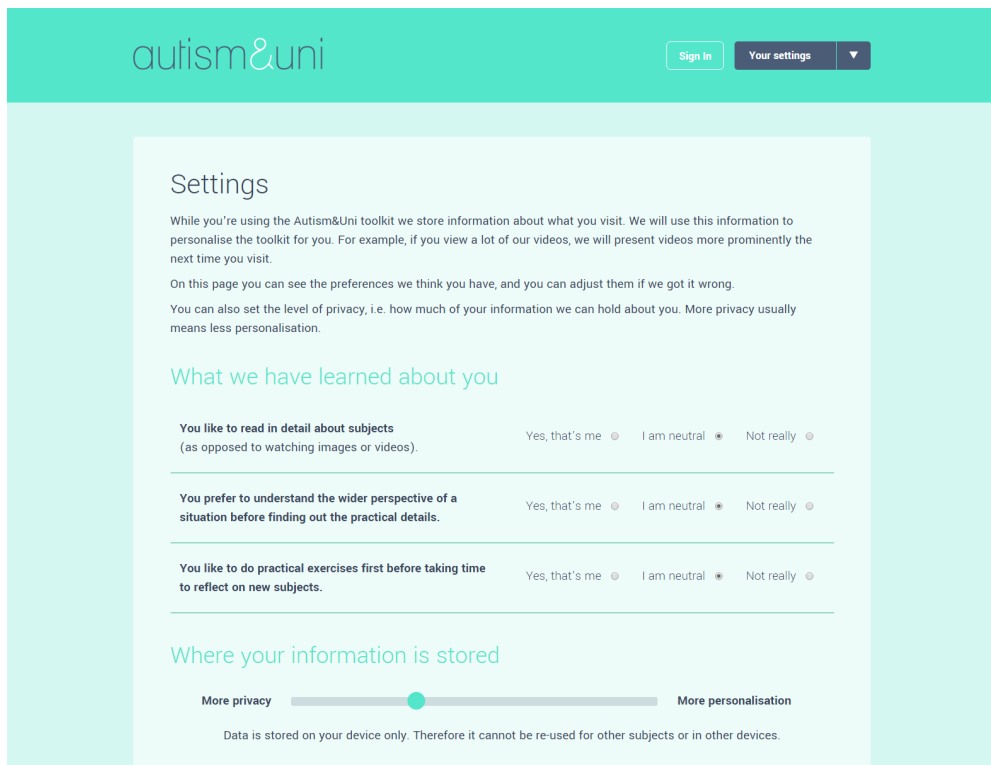 autism&uni
Sign In
Your settings ▼
Settings
While you're using the Autism&Uni toolkit we store information about what you visit. We will use this information to
personalise the toolkit for you. For example, if you view a lot of our videos, we will present videos more prominently the
next time you visit.
On this page you can see the preferences we think you have, and you can adjust them if we got it wrong.
You can also set the level of privacy, i.e. how much of your information we can hold about you. More privacy usually
means less personalisation.
What we have learned about you
You like to read in detail about subjects
(as opposed to watching images or videos).
Yes, that's me I am neutral Not really
You prefer to understand the wider perspective of a
situation before finding out the practical details.
Yes, that's me I am neutral Not really
You like to do practical exercises first before taking time
to reflect on new subjects.
Yes, that's me I am neutral Not really
Where your information is stored
More privacy More personalisation
Data is stored on your device only. Therefore it cannot be re-used for other subjects or in other devices.